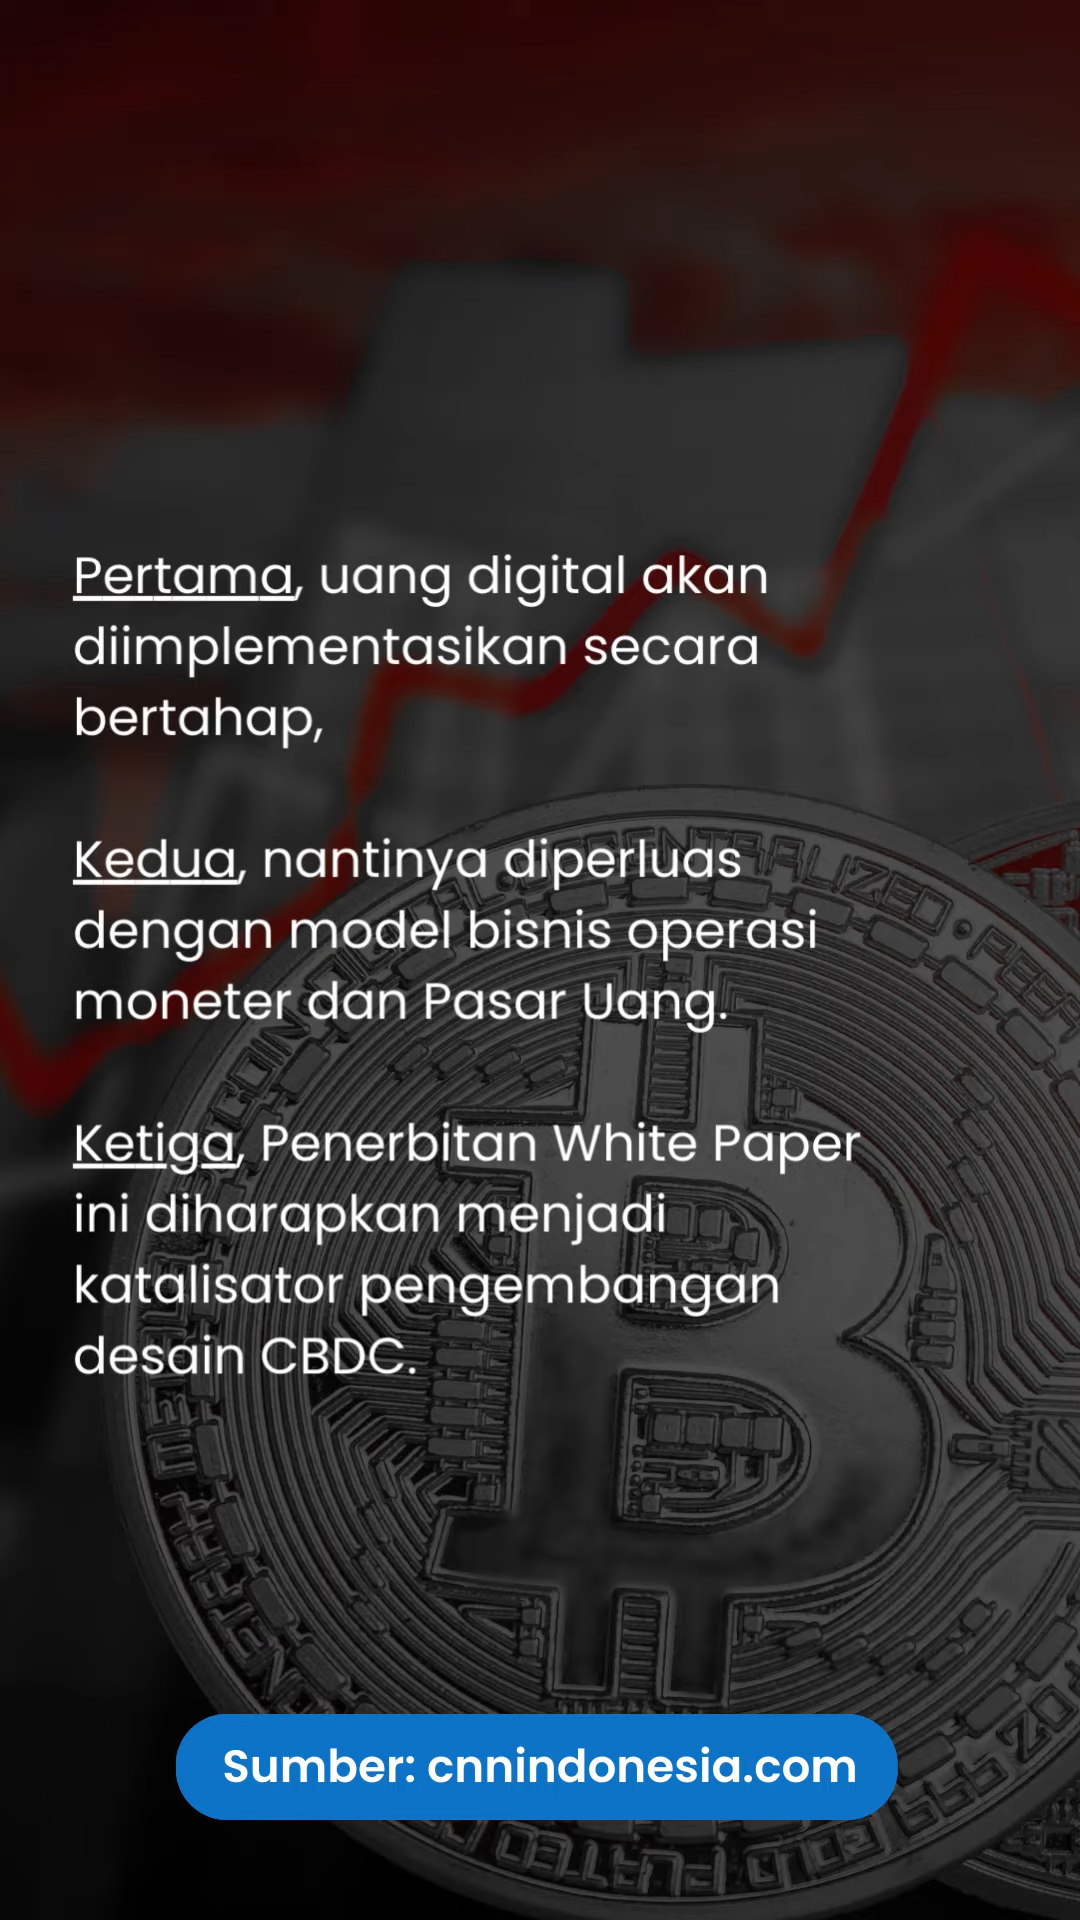 Pertama, uang digital akan
diimplementasikan secara
bertahap,
Kedua, nantinya diperluas
dengan model bisnis operasi
moneter dan Pasar Uang.
Ketiga, Penerbitan White Paper
ini diharapkan menjadi
katalisator pengembangan
desain CBDC.
Sumber: cnnindonesia.com